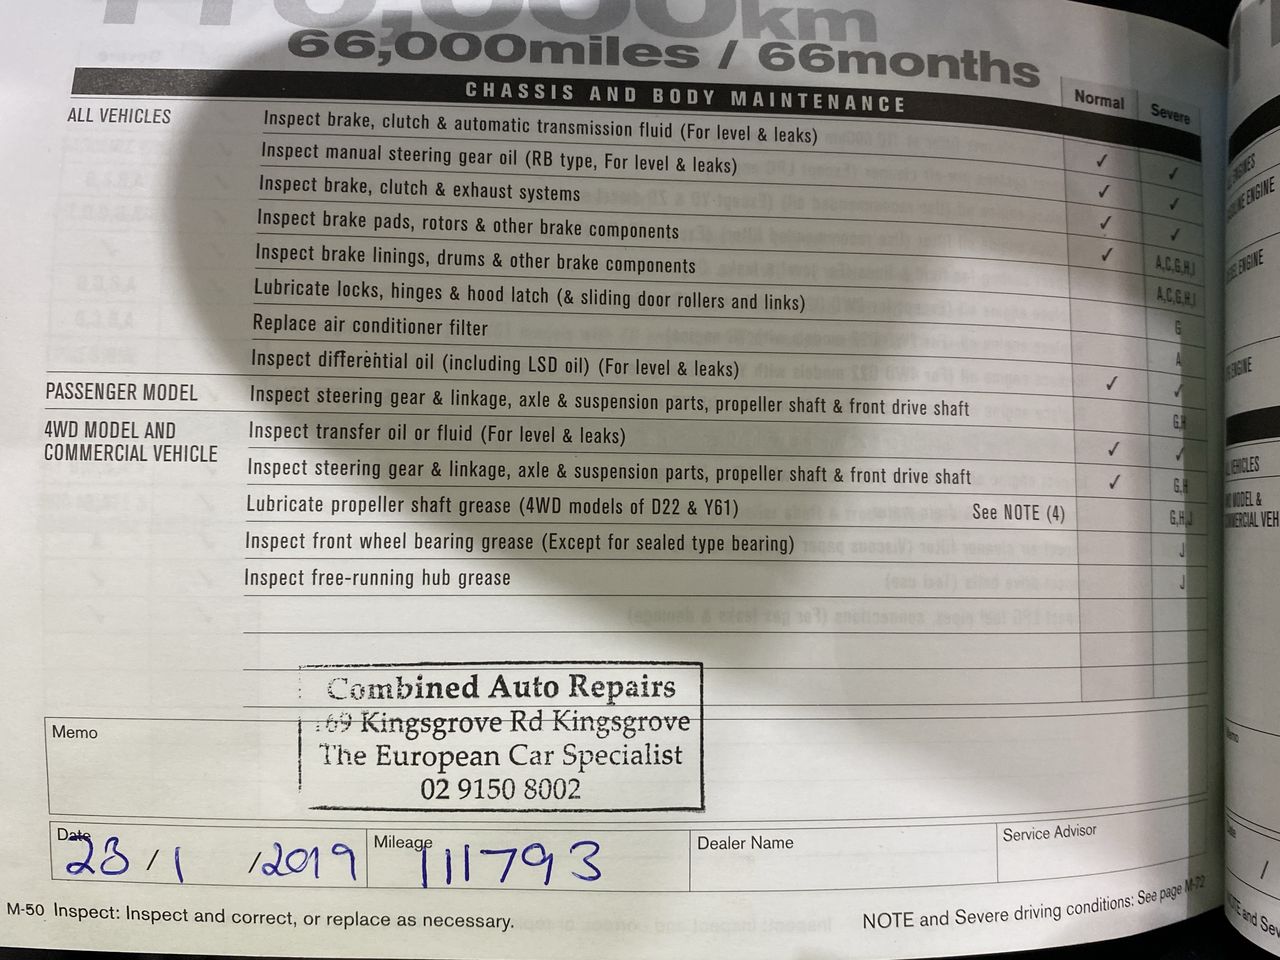 110,000km
66,000miles / 66months
CHASSIS AND BODY MAINTENANCE Normal Severe
ALL VEHICLES Inspect brake, clutch & automatic transmission fluid (For level & leaks) ✓ ✓
Inspect manual steering gear oil (RB type, For level & leaks) ✓ ✓
Inspect brake, clutch & exhaust systems ✓ ✓
Inspect brake pads, rotors & other brake components ✓ A,C,G,H,I
Inspect brake linings, drums & other brake components A,C,G,H,I
Lubricate locks, hinges & hood latch (& sliding door rollers and links) G
Replace air conditioner filter A
Inspect differential oil (including LSD oil) (For level & leaks) ✓ ✓
PASSENGER MODEL Inspect steering gear & linkage, axle & suspension parts, propeller shaft & front drive shaft G,H
4WD MODEL AND COMMERCIAL VEHICLE Inspect transfer oil or fluid (For level & leaks) ✓ ✓
Inspect steering gear & linkage, axle & suspension parts, propeller shaft & front drive shaft ✓ G,H
Lubricate propeller shaft grease (4WD models of D22 & Y61) See NOTE (4) G,H,J
Inspect front wheel bearing grease (Except for sealed type bearing) J
Inspect free-running hub grease J
Memo
Combined Auto Repairs
69 Kingsgrove Rd Kingsgrove
The European Car Specialist
02 9150 8002
Date 23/1/2019 Mileage 111793 Dealer Name Service Advisor
M-50 Inspect: Inspect and correct, or replace as necessary. NOTE and Severe driving conditions: See page M-72